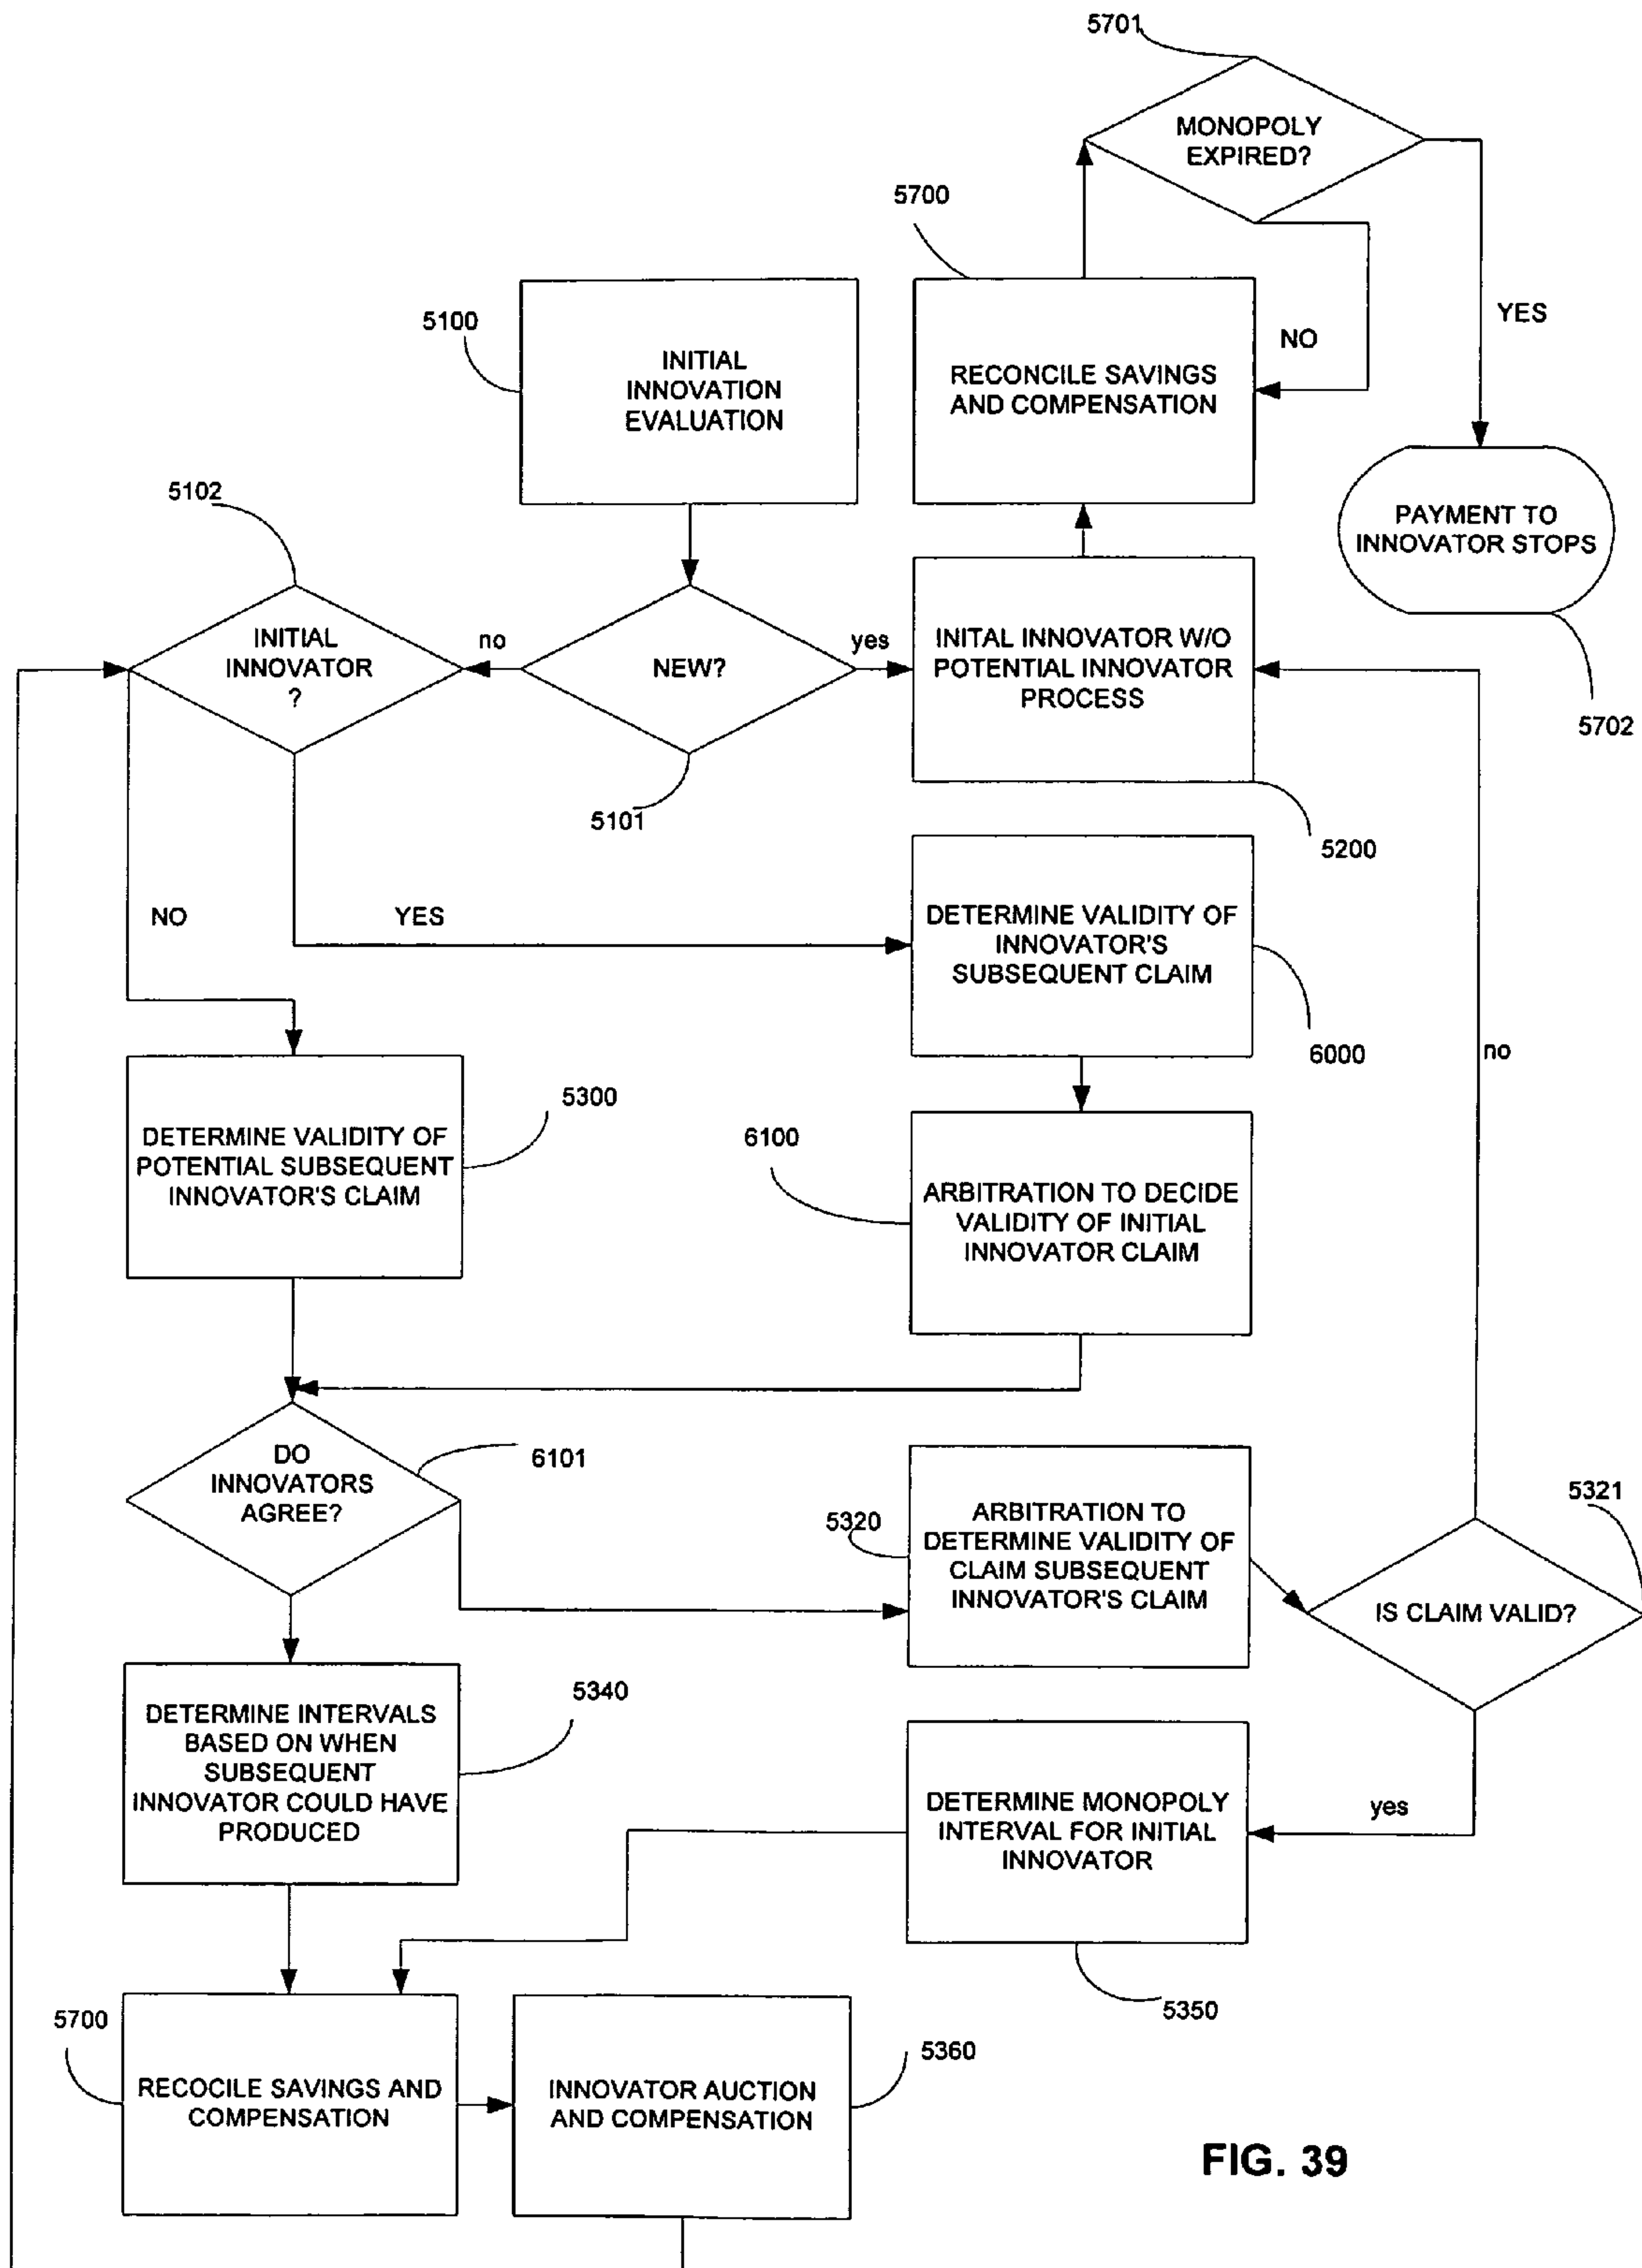 5701
MONOPOLY
EXPIRED?
5700
YES
5100
INITIAL
INNOVATION
EVALUATION
NO
RECONCILE SAVINGS
AND COMPENSATION
5102
PAYMENT TO
INNOVATOR STOPS
INITIAL
INNOVATOR
?
no
NEW?
yes
INITAL INNOVATOR W/O
POTENTIAL INNOVATOR
PROCESS
5702
5101
5200
NO
YES
DETERMINE VALIDITY OF
INNOVATOR'S
SUBSEQUENT CLAIM
6000
no
5300
DETERMINE VALIDITY OF
POTENTIAL SUBSEQUENT
INNOVATOR'S CLAIM
6100
ARBITRATION TO DECIDE
VALIDITY OF INITIAL
INNOVATOR CLAIM
DO
INNOVATORS
AGREE?
6101
5320
ARBITRATION TO
DETERMINE VALIDITY OF
CLAIM SUBSEQUENT
INNOVATOR'S CLAIM
5321
IS CLAIM VALID?
5340
DETERMINE INTERVALS
BASED ON WHEN
SUBSEQUENT
INNOVATOR COULD HAVE
PRODUCED
DETERMINE MONOPOLY
INTERVAL FOR INITIAL
INNOVATOR
yes
5350
5700
RECOCILE SAVINGS AND
COMPENSATION
INNOVATOR AUCTION
AND COMPENSATION
5360
FIG. 39